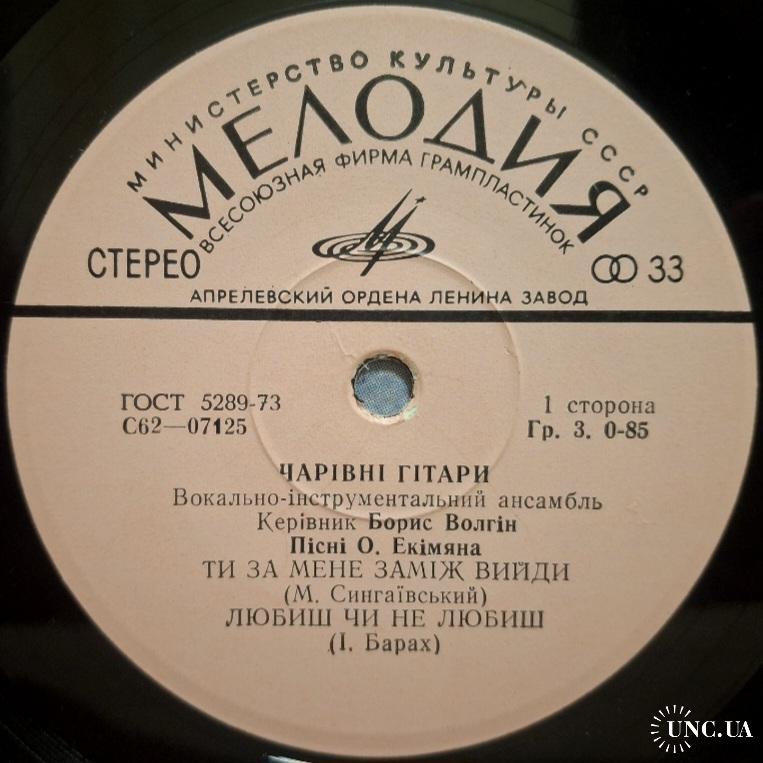 МИНИСТЕРСТВО КУЛЬТУРЫ СССР
МЕЛОДИЯ
ВСЕСОЮЗНАЯ ФИРМА ГРАМПЛАСТИНОК
СТЕРЕО
33
АПРЕЛЕВСКИЙ ОРДЕНА ЛЕНИНА ЗАВОД
ГОСТ 5289-73
С62—07125
1 сторона
Гр. 3. 0-85
ЧАРІВНІ ГІТАРИ
Вокально-інструментальний ансамбль
Керівник Борис Волгін
Пісні О. Екімяна
ТИ ЗА МЕНЕ ЗАМІЖ ВИЙДИ
(М. Сингаївський)
ЛЮБИШ ЧИ НЕ ЛЮБИШ
(І. Барах)
UNC.UA